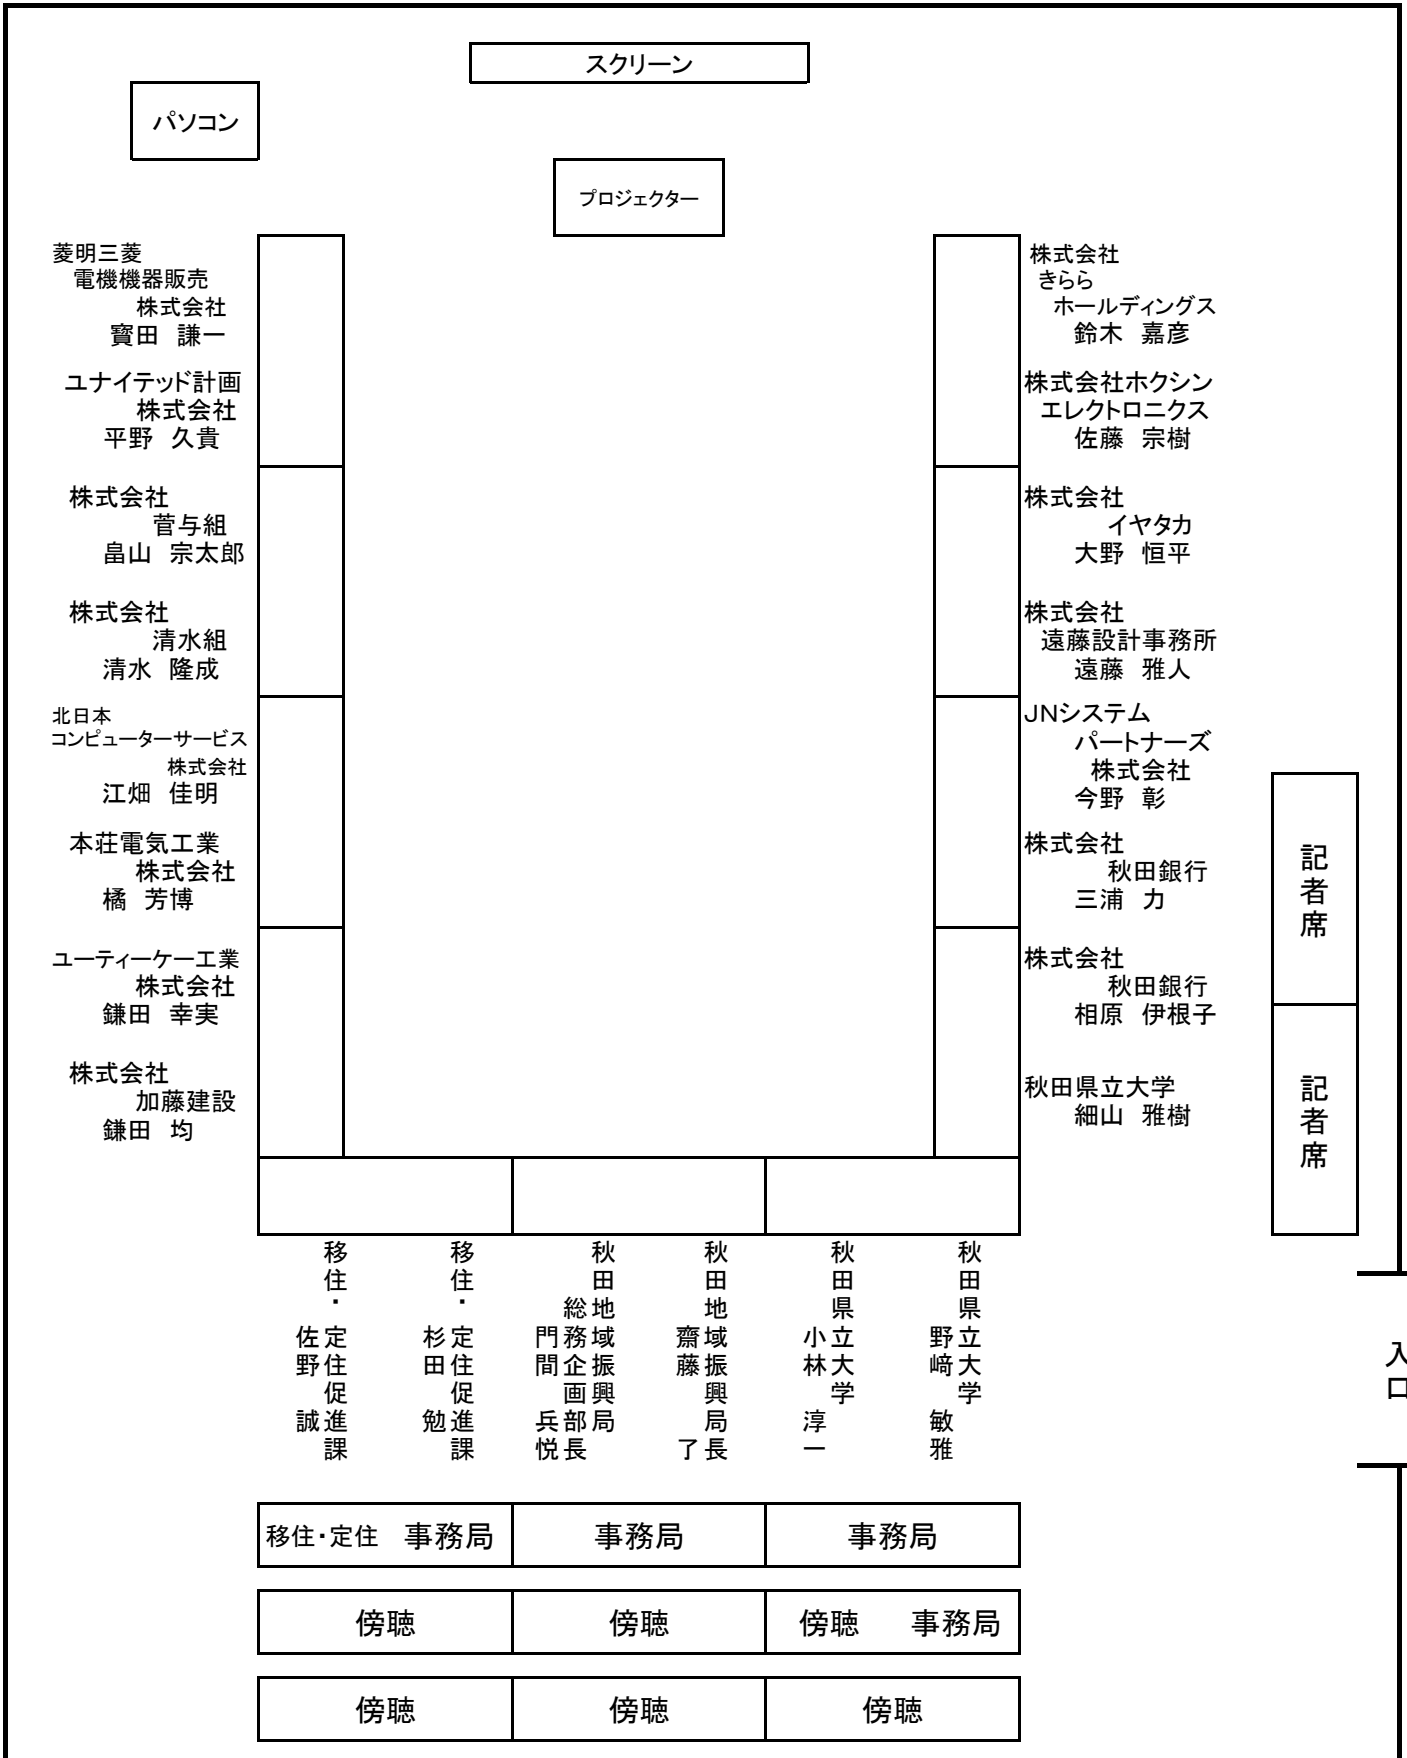 スクリーン
パソコン
プロジェクター
菱明三菱
電機機器販売
株式会社
寳田 謙一
ユナイテッド計画
株式会社
平野 久貴
株式会社
菅与組
畠山 宗太郎
株式会社
清水組
清水 隆成
北日本
コンピューターサービス
株式会社
江畑 佳明
本荘電気工業
株式会社
橘 芳博
ユーティーケー工業
株式会社
鎌田 幸実
株式会社
加藤建設
鎌田 均
株式会社
きらら
ホールディングス
鈴木 嘉彦
株式会社ホクシン
エレクトロニクス
佐藤 宗樹
株式会社
イヤタカ
大野 恒平
株式会社
遠藤設計事務所
遠藤 雅人
JNシステム
パートナーズ
株式会社
今野 彰
株式会社
秋田銀行
三浦 力
株式会社
秋田銀行
相原 伊根子
秋田県立大学
細山 雅樹
記者席
記者席
入口
秋田県立大学
野﨑 敏雅
秋田県立大学
小林 淳一
秋田地域振興局長
齋藤 了
秋田地域振興局
総務企画部長
門間 兵悦
移住・定住促進課
杉田 勉
移住・定住促進課
佐野 誠
移住・定住 事務局
事務局
事務局
傍聴
傍聴
傍聴 事務局
傍聴
傍聴
傍聴